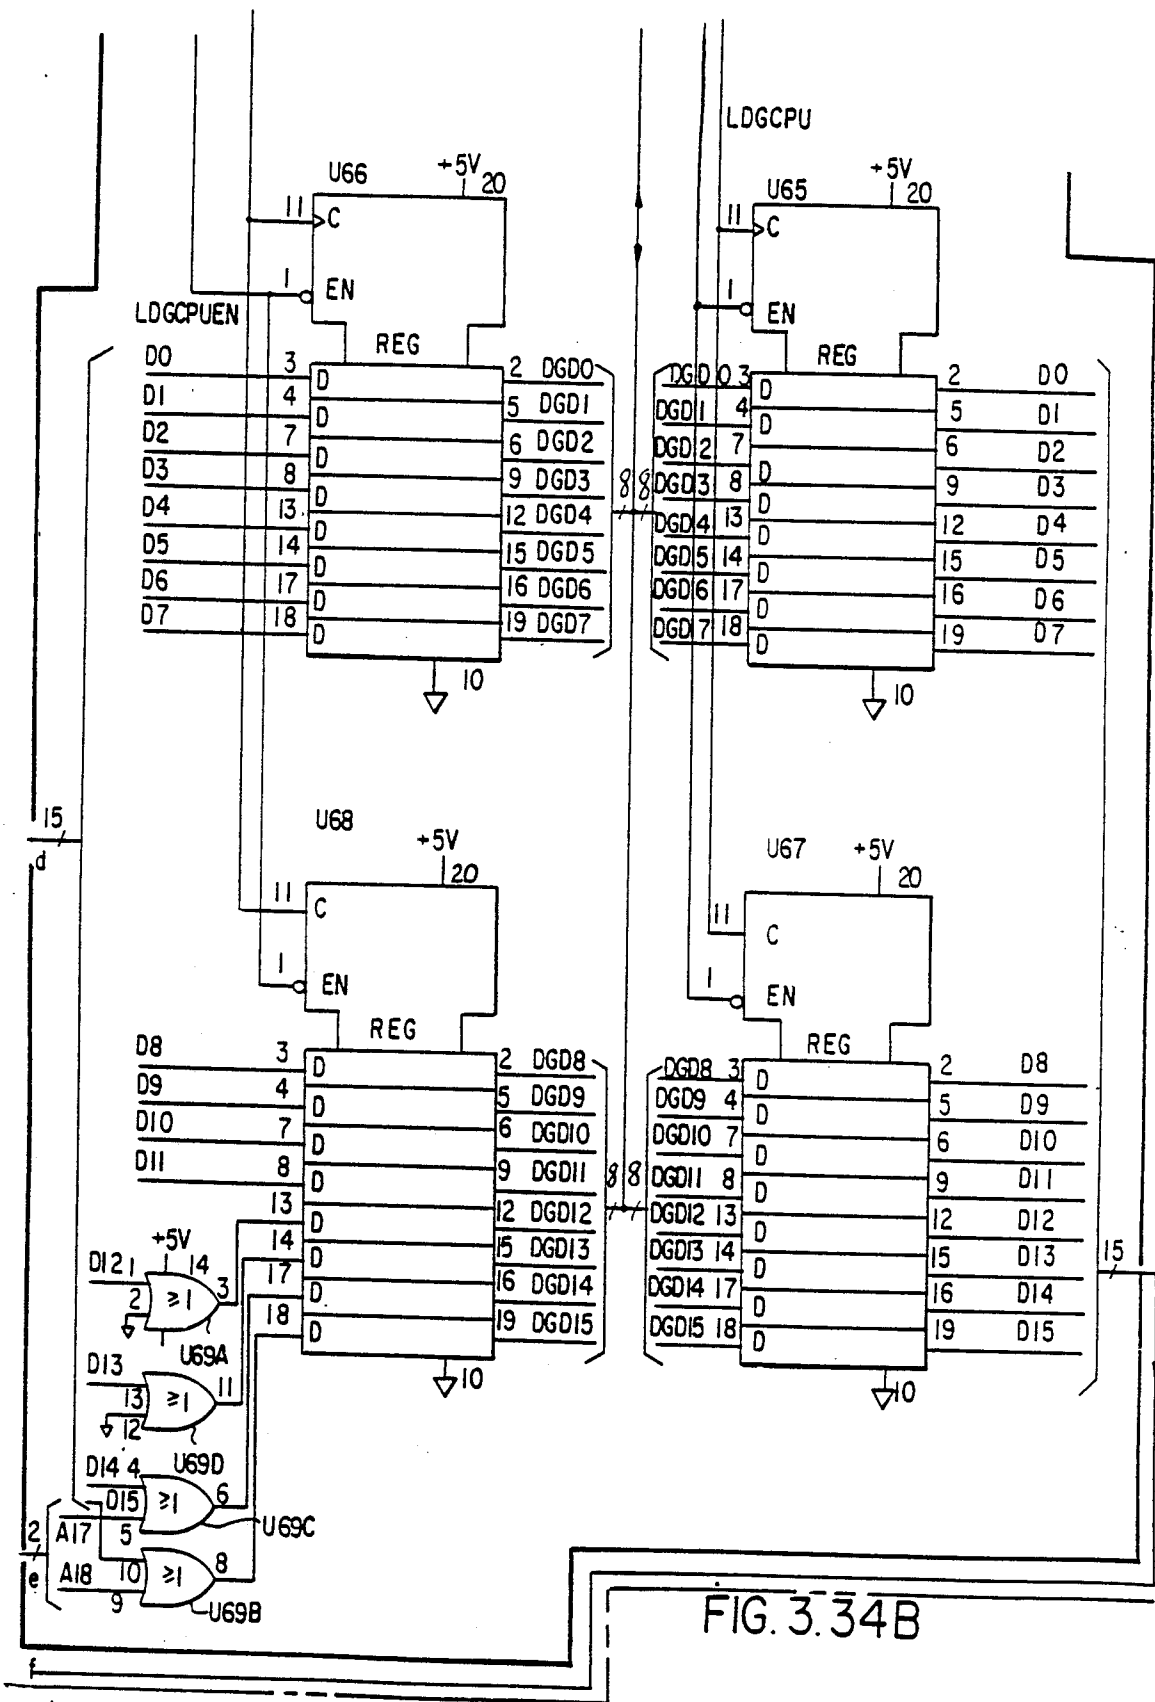 LDGCPU
U66
+5V
20
11
C
1
EN
LDGCPUEN
REG
D0 3 D 2 DGD0
D1 4 D 5 DGD1
D2 7 D 6 DGD2
D3 8 D 9 DGD3
D4 13 D 12 DGD4
D5 14 D 15 DGD5
D6 17 D 16 DGD6
D7 18 D 19 DGD7
10
8 8
U65
+5V
20
11
C
1
EN
REG
DGD0 3 D 2 D0
DGD1 4 D 5 D1
DGD2 7 D 6 D2
DGD3 8 D 9 D3
DGD4 13 D 12 D4
DGD5 14 D 15 D5
DGD6 17 D 16 D6
DGD7 18 D 19 D7
10
15
d
U68
+5V
20
11
C
1
EN
REG
D8 3 D 2 DGD8
D9 4 D 5 DGD9
D10 7 D 6 DGD10
D11 8 D 9 DGD11
13 D 12 DGD12
14 D 15 DGD13
17 D 16 DGD14
18 D 19 DGD15
10
8 8
U67
+5V
20
11
C
1
EN
REG
DGD8 3 D 2 D8
DGD9 4 D 5 D9
DGD10 7 D 6 D10
DGD11 8 D 9 D11
DGD12 13 D 12 D12
DGD13 14 D 15 D13
DGD14 17 D 16 D14
DGD15 18 D 19 D15
10
15
+5V
14
D12 1
2
≥1
3
U69A
D13
13
12
≥1
11
U69D
D14 4
D15
≥1
6
A17 5
U69C
2
e
10
A18
9
≥1
8
U69B
FIG. 3.34B
f